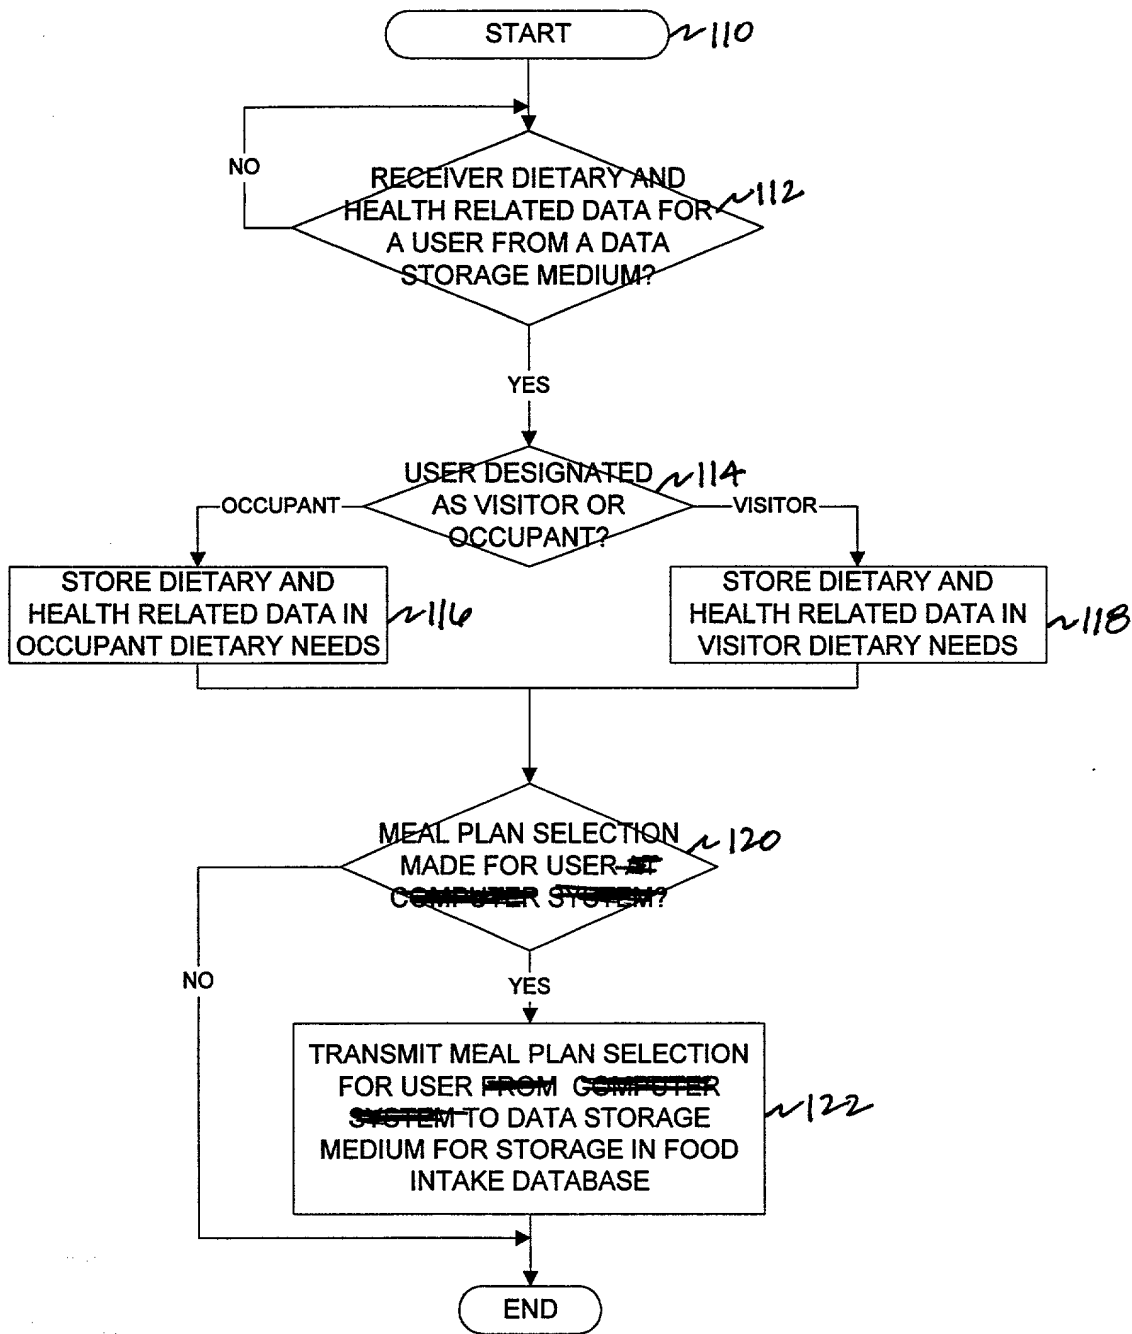 START
110
NO
RECEIVER DIETARY AND
HEALTH RELATED DATA FOR
A USER FROM A DATA
STORAGE MEDIUM?
112
YES
USER DESIGNATED
AS VISITOR OR
OCCUPANT?
114
OCCUPANT
VISITOR
STORE DIETARY AND
HEALTH RELATED DATA IN
OCCUPANT DIETARY NEEDS
116
STORE DIETARY AND
HEALTH RELATED DATA IN
VISITOR DIETARY NEEDS
118
MEAL PLAN SELECTION
MADE FOR USER AT
COMPUTER SYSTEM?
120
NO
YES
TRANSMIT MEAL PLAN SELECTION
FOR USER FROM COMPUTER
SYSTEM TO DATA STORAGE
MEDIUM FOR STORAGE IN FOOD
INTAKE DATABASE
122
END